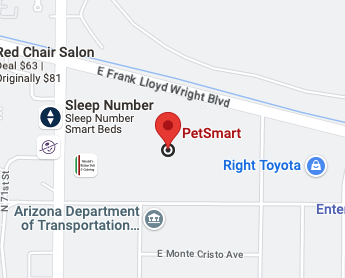 Red Chair Salon
Deal $63 |
Originally $81
E Frank Lloyd Wright Blvd
Sleep Number
Sleep Number
Smart Beds
PetSmart
Right Toyota
N 71st St
Arizona Department
of Transportation...
Ente
E Monte Cristo Ave